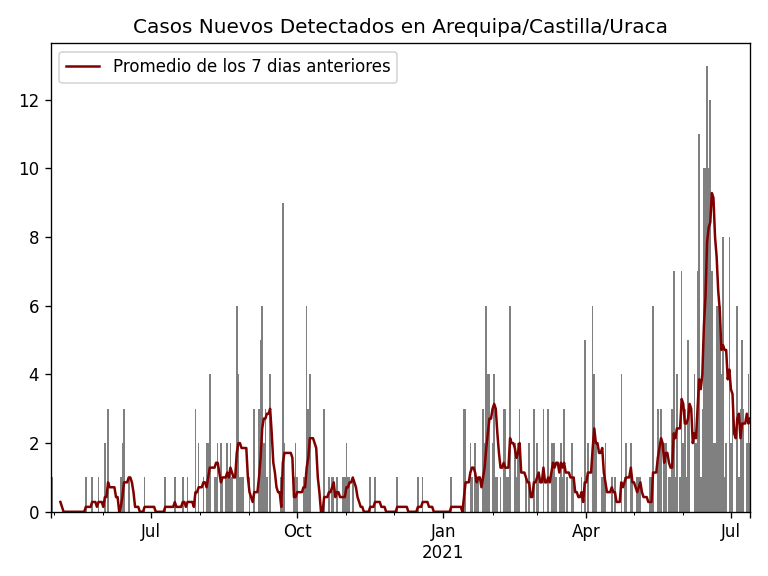 Casos Nuevos Detectados en Arequipa/Castilla/Uraca
Promedio de los 7 dias anteriores
12
10
8
6
4
2
0
Jul Oct Jan Apr Jul
2021